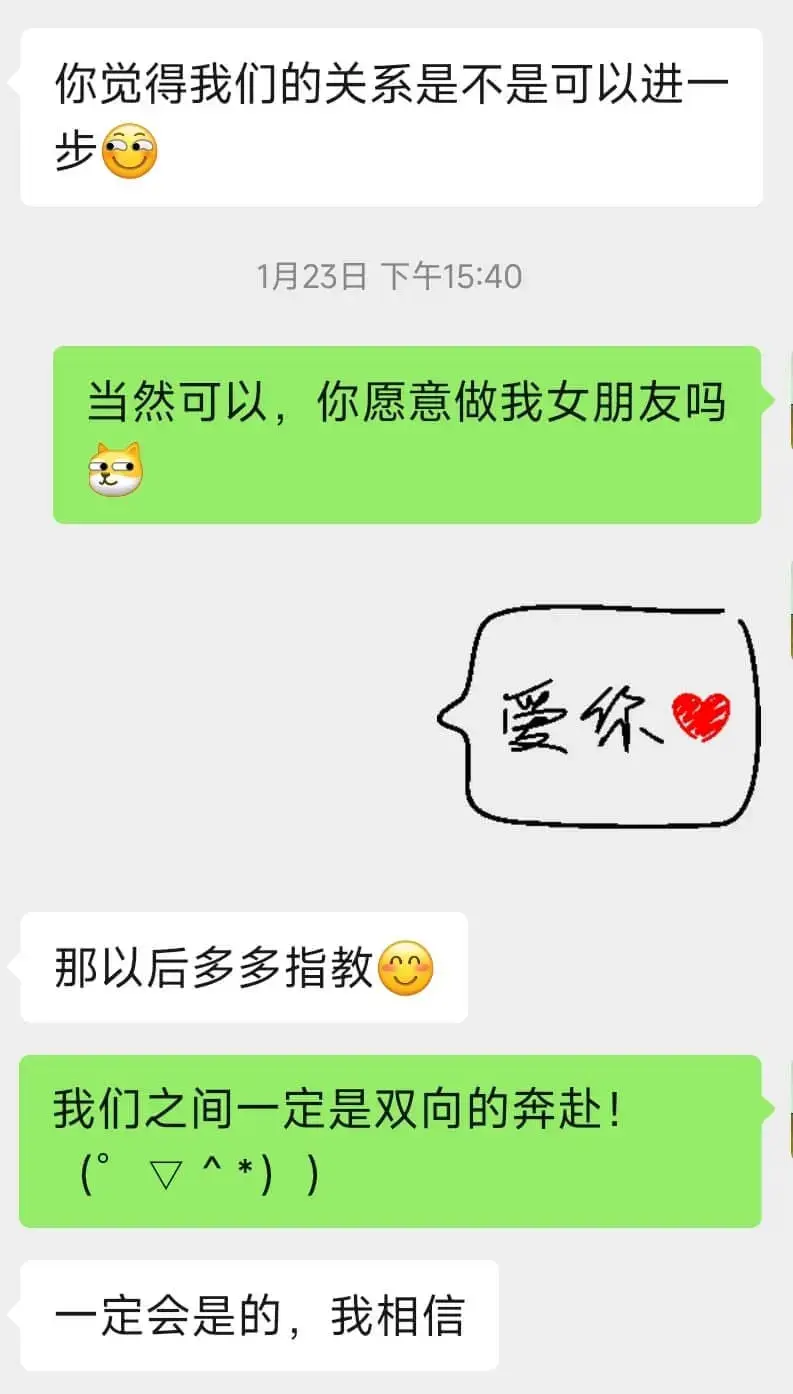 你觉得我们的关系是不是可以进一
步
1月23日 下午15:40
当然可以，你愿意做我女朋友吗
爱你
那以后多多指教
我们之间一定是双向的奔赴！
(゜ ▽ ^ *) )
一定会是的，我相信